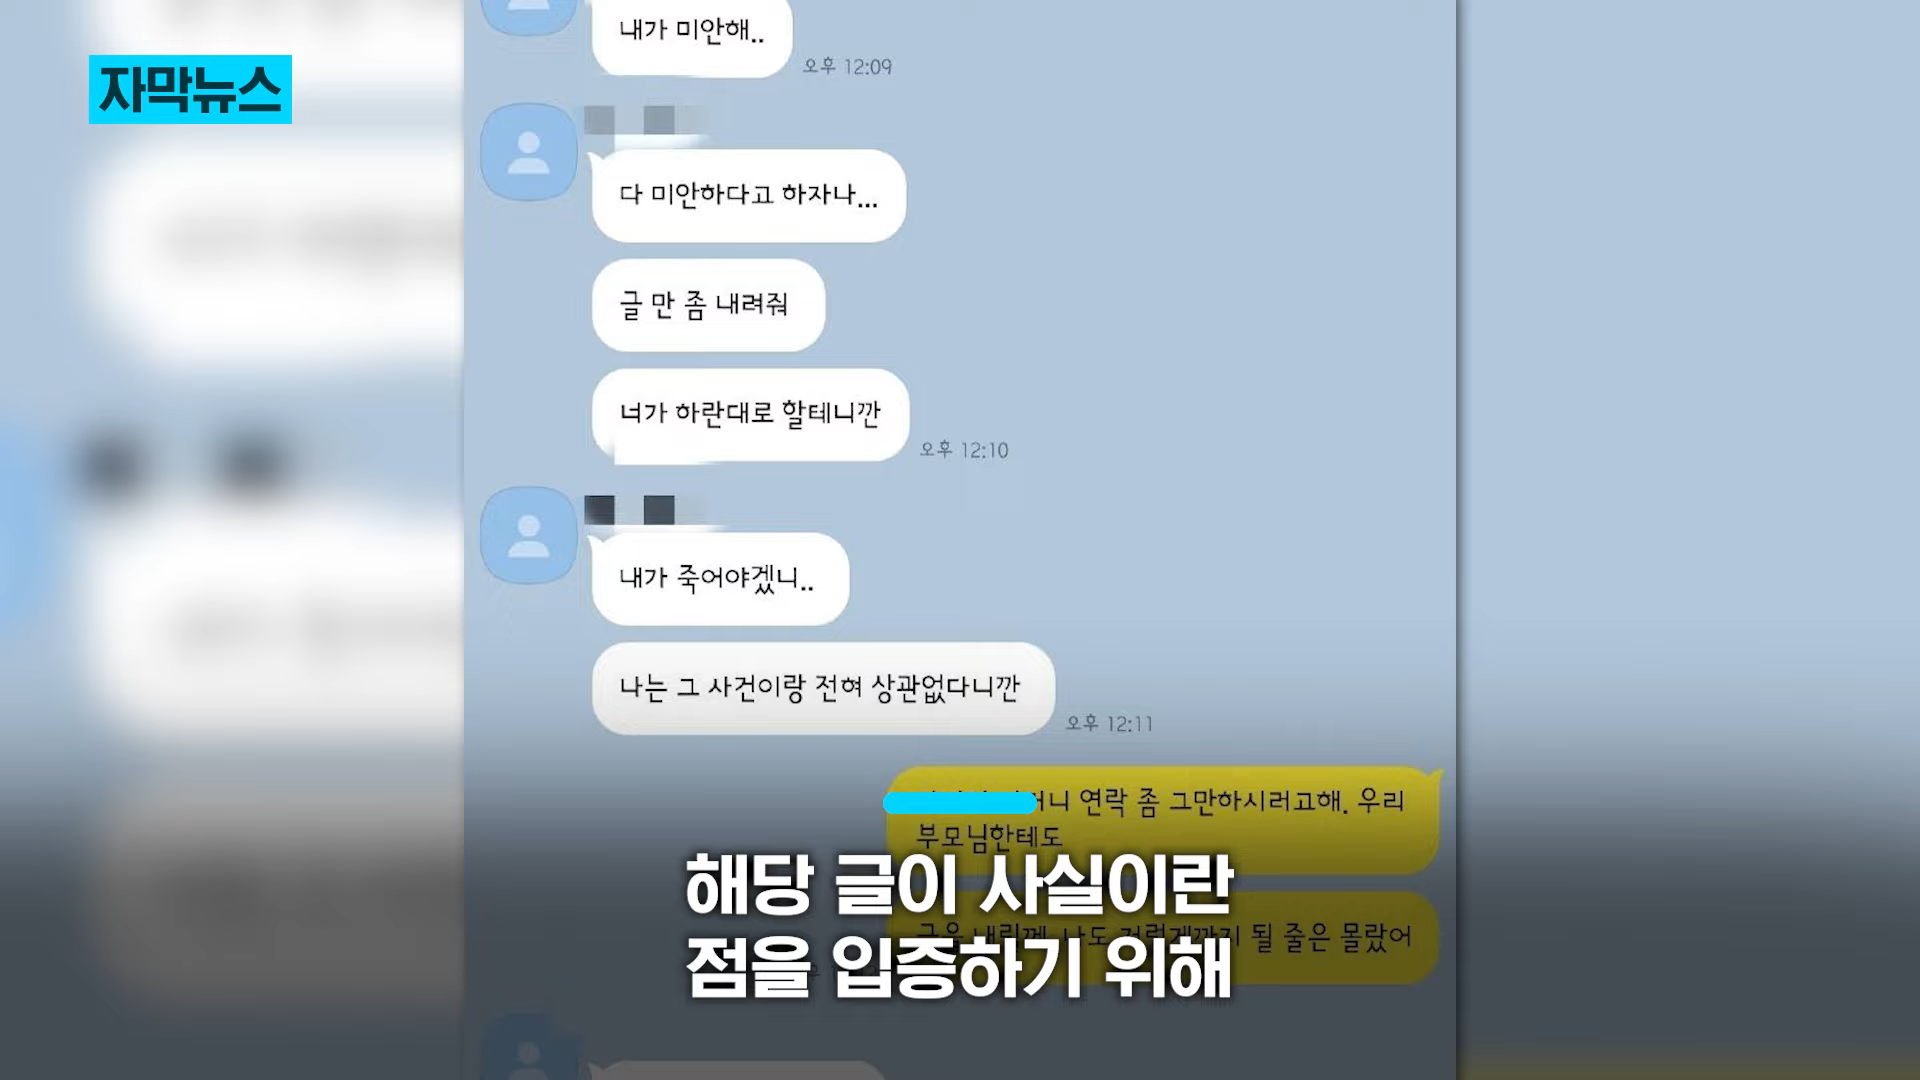 자막뉴스
내가 미안해..
오후 12:09
다 미안하다고 하자나...
글 만 좀 내려줘
너가 하란대로 할테니깐
오후 12:10
내가 죽어야겠니..
나는 그 사건이랑 전혀 상관없다니깐
오후 12:11
연락 좀 그만하시러고해. 우리
부모님한테도
될 줄은 몰랐어
해당 글이 사실이란
점을 입증하기 위해